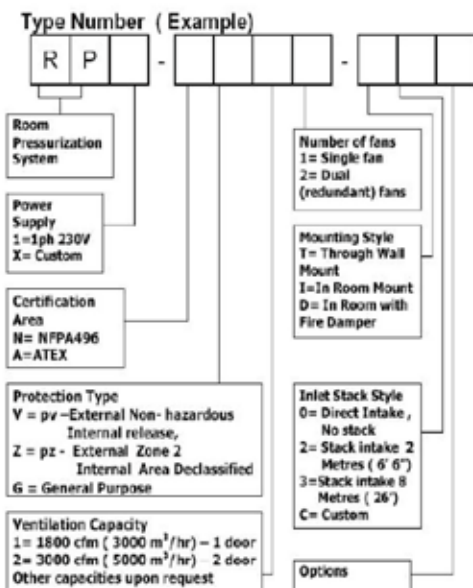 Type Number ( Example)
R P - -
Room
Pressurization
System
Power
Supply
1=1ph 230V
X= Custom
Certification
Area
N= NFPA496
A=ATEX
Protection Type
V = pv -External Non- hazardous
Internal release,
Z = pz - External Zone 2
Internal Area Declassified
G = General Purpose
Ventilation Capacity
1= 1800 cfm ( 3000 m³/hr) - 1 door
2= 3000 cfm ( 5000 m³/hr) - 2 door
Other capacities upon request
Number of fans
1= Single fan
2= Dual
(redundant) fans
Mounting Style
T= Through Wall
Mount
I=In Room Mount
D= In Room with
Fire Damper
Inlet Stack Style
0= Direct Intake ,
No stack
2= Stack intake 2
Metres ( 6' 6")
3=Stack intake 8
Metres ( 26')
C= Custom
Options